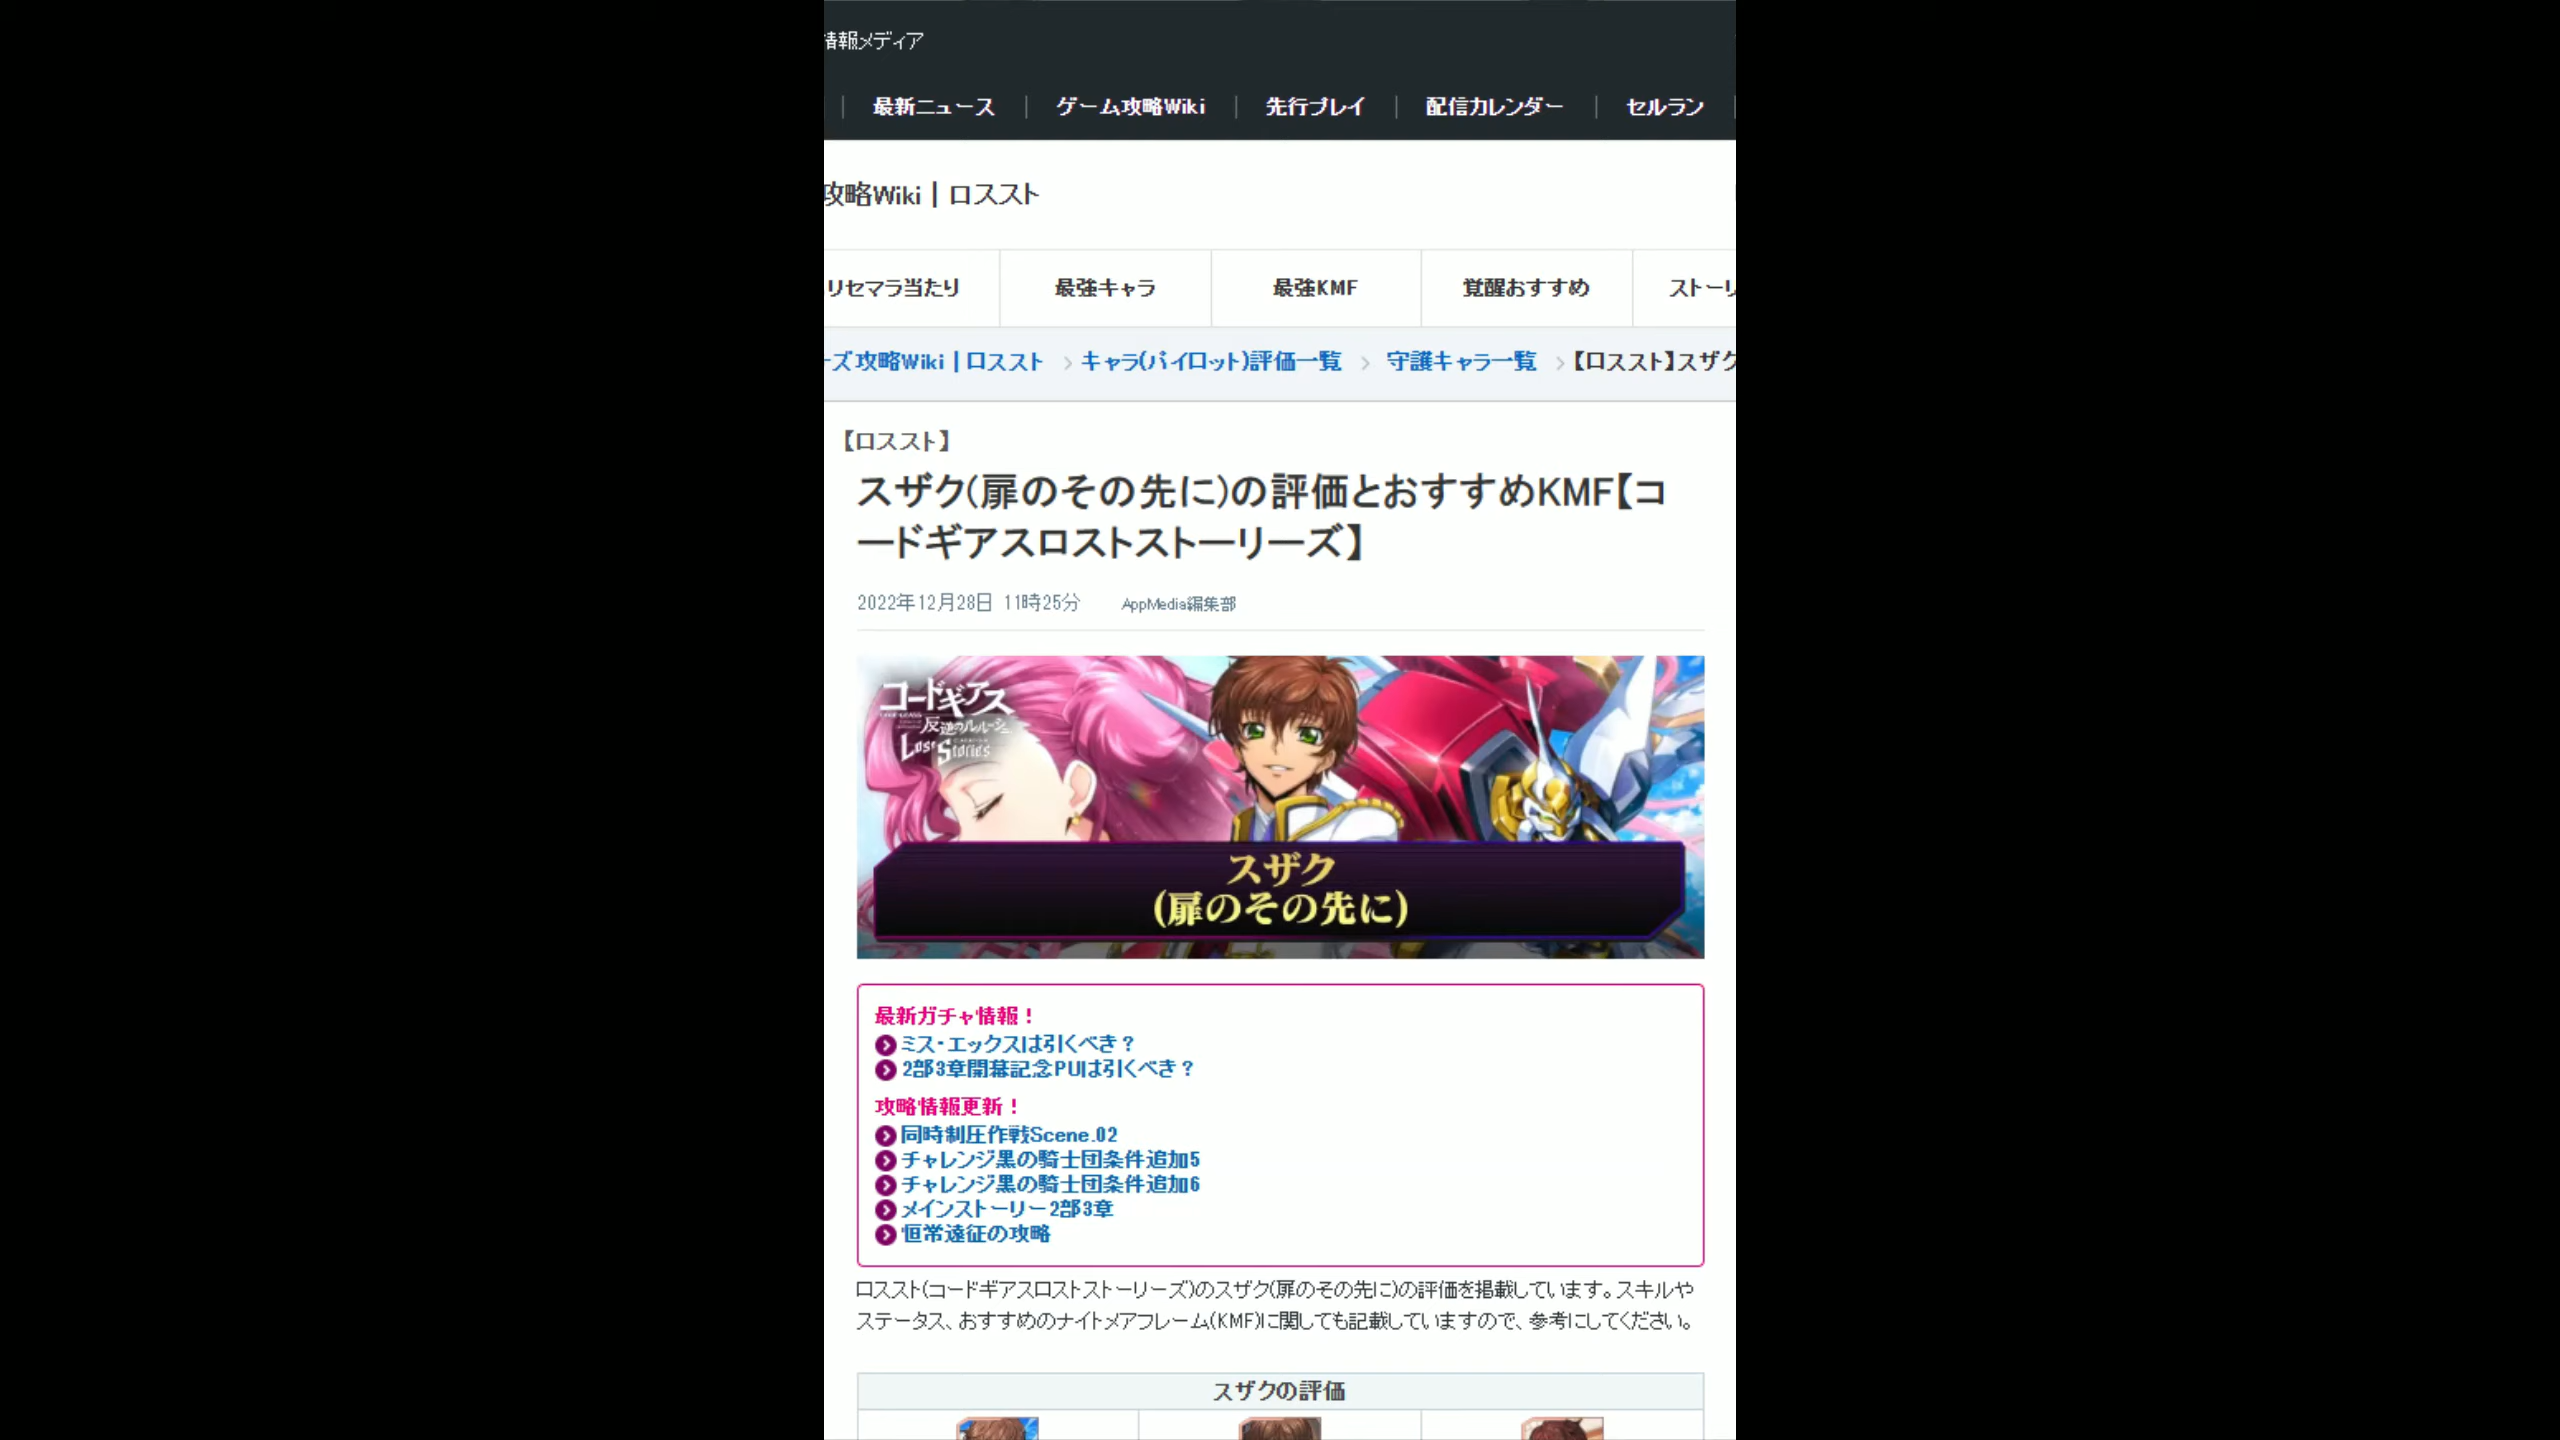 情報メディア
最新ニュース
ゲーム攻略Wiki
先行プレイ
配信カレンダー
セルラン
攻略Wiki｜ロススト
リセマラ当たり
最強キャラ
最強KMF
覚醒おすすめ
ストーリ
ーズ攻略Wiki｜ロススト
キャラ(パイロット)評価一覧
守護キャラ一覧
【ロススト】スザク
【ロススト】
スザク(扉のその先に)の評価とおすすめKMF【コ
ードギアスロストストーリーズ】
2022年12月28日 11時25分
AppMedia編集部
コードギアス
反逆のルルーシュ
Lost Stories
スザク
(扉のその先に)
最新ガチャ情報！
ミス・エックスは引くべき？
2部3章開幕記念PUは引くべき？
攻略情報更新！
同時制圧作戦Scene.02
チャレンジ黒の騎士団条件追加5
チャレンジ黒の騎士団条件追加6
メインストーリー2部3章
恒常遠征の攻略
ロススト(コードギアスロストストーリーズ)のスザク(扉のその先に)の評価を掲載しています。スキルや
ステータス、おすすめのナイトメアフレーム(KMF)に関しても記載していますので、参考にしてください。
スザクの評価